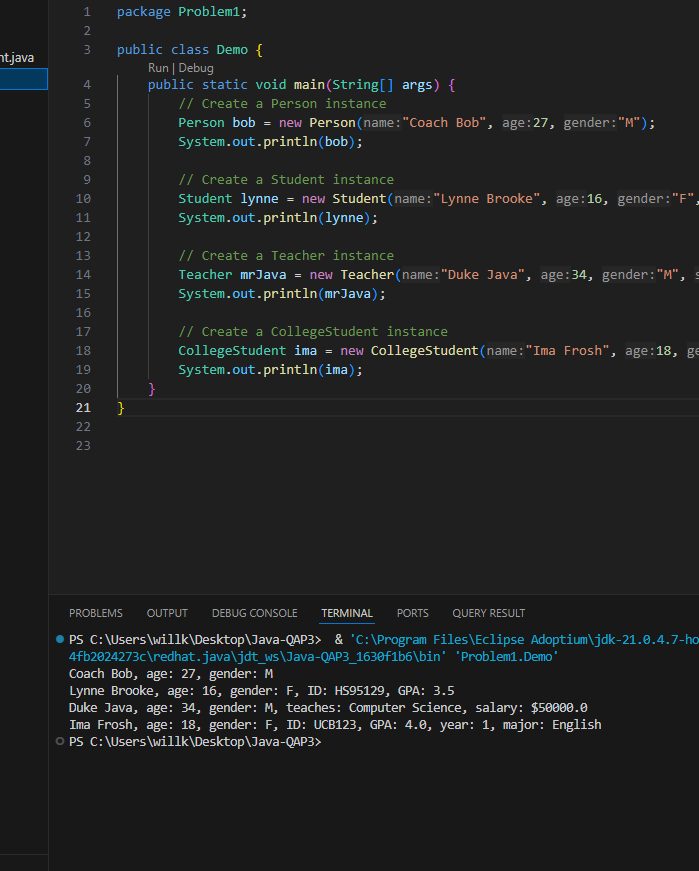 nt.java
1 package Problem1;
2
3 public class Demo {
Run | Debug
4 public static void main(String[] args) {
5 // Create a Person instance
6 Person bob = new Person(name:"Coach Bob", age:27, gender:"M");
7 System.out.println(bob);
8
9 // Create a Student instance
10 Student lynne = new Student(name:"Lynne Brooke", age:16, gender:"F",
11 System.out.println(lynne);
12
13 // Create a Teacher instance
14 Teacher mrJava = new Teacher(name:"Duke Java", age:34, gender:"M", s
15 System.out.println(mrJava);
16
17 // Create a CollegeStudent instance
18 CollegeStudent ima = new CollegeStudent(name:"Ima Frosh", age:18, ge
19 System.out.println(ima);
20 }
21 }
22
23
PROBLEMS OUTPUT DEBUG CONSOLE TERMINAL PORTS QUERY RESULT
PS C:\Users\willk\Desktop\Java-QAP3> & 'C:\Program Files\Eclipse Adoptium\jdk-21.0.4.7-ho
4fb2024273c\redhat.java\jdt_ws\Java-QAP3_1630f1b6\bin' 'Problem1.Demo'
Coach Bob, age: 27, gender: M
Lynne Brooke, age: 16, gender: F, ID: HS95129, GPA: 3.5
Duke Java, age: 34, gender: M, teaches: Computer Science, salary: $50000.0
Ima Frosh, age: 18, gender: F, ID: UCB123, GPA: 4.0, year: 1, major: English
PS C:\Users\willk\Desktop\Java-QAP3>